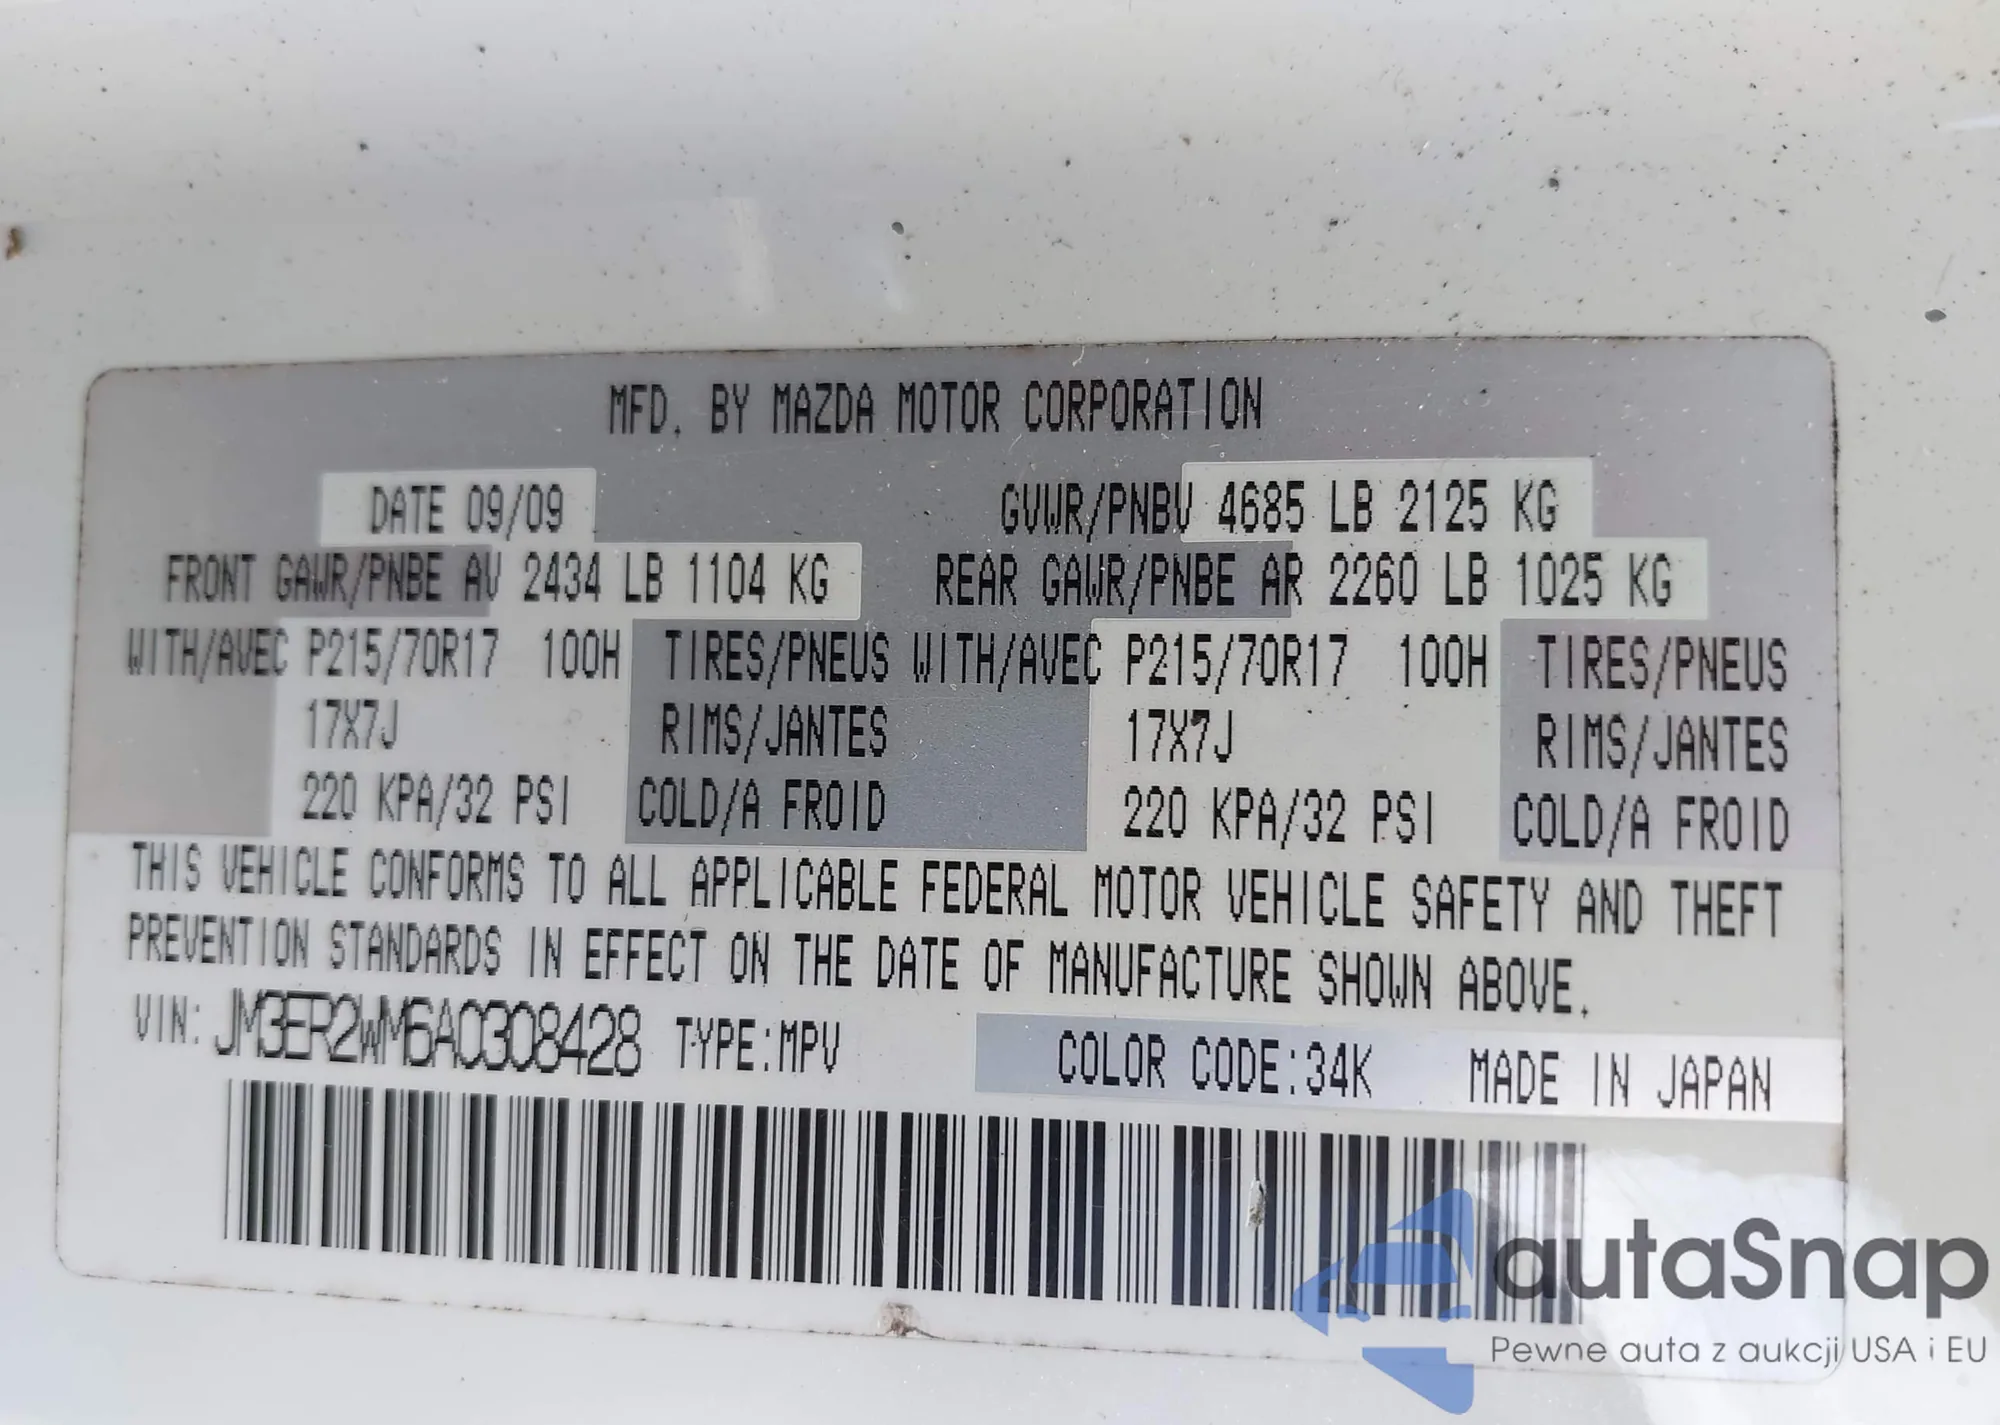 MFD. BY MAZDA MOTOR CORPORATION
DATE 09/09 GVWR/PNBV 4685 LB 2125 KG
FRONT GAWR/PNBE AV 2434 LB 1104 KG REAR GAWR/PNBE AR 2260 LB 1025 KG
WITH/AVEC P215/70R17 100H TIRES/PNEUS WITH/AVEC P215/70R17 100H TIRES/PNEUS
17X7J RIMS/JANTES 17X7J RIMS/JANTES
220 KPA/32 PSI COLD/A FROID 220 KPA/32 PSI COLD/A FROID
THIS VEHICLE CONFORMS TO ALL APPLICABLE FEDERAL MOTOR VEHICLE SAFETY AND THEFT
PREVENTION STANDARDS IN EFFECT ON THE DATE OF MANUFACTURE SHOWN ABOVE.
VIN: JM3ER2WM6A0308428 TYPE:MPV COLOR CODE:34K MADE IN JAPAN
autaSnap
Pewne auta z aukcji USA i EU